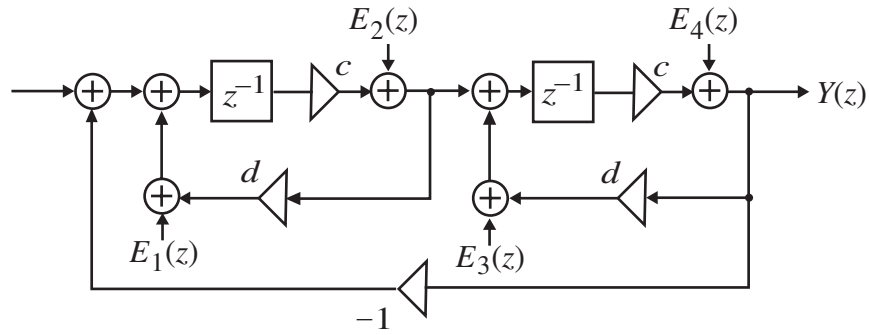 E₂(z)
E₄(z)
c
c
z⁻¹
z⁻¹
Y(z)
d
d
E₁(z)
E₃(z)
−1